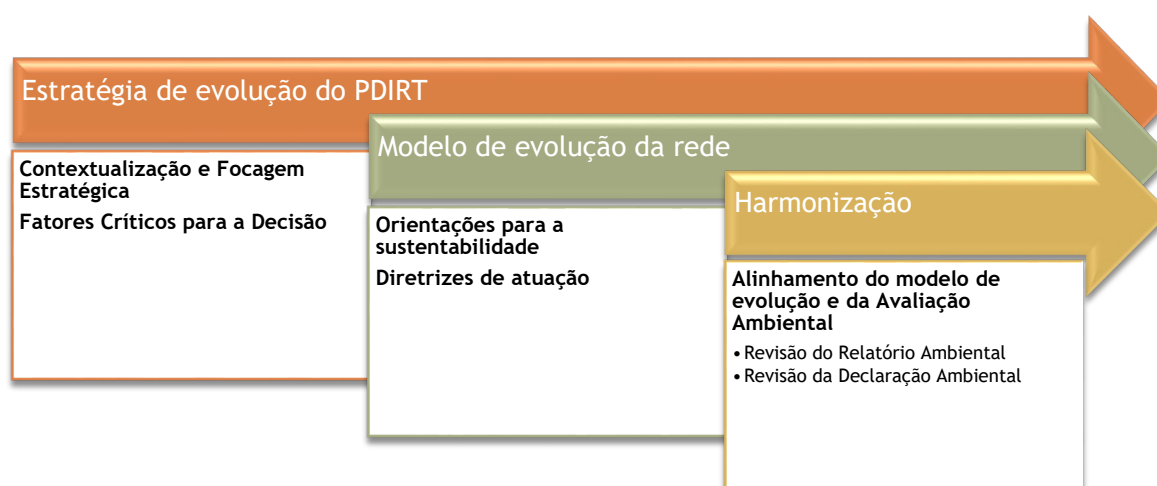 Estratégia de evolução do PDIRT
Contextualização e Focagem
Estratégica
Fatores Críticos para a Decisão
Modelo de evolução da rede
Orientações para a
sustentabilidade
Diretrizes de atuação
Harmonização
Alinhamento do modelo de
evolução e da Avaliação
Ambiental
• Revisão do Relatório Ambiental
• Revisão da Declaração Ambiental